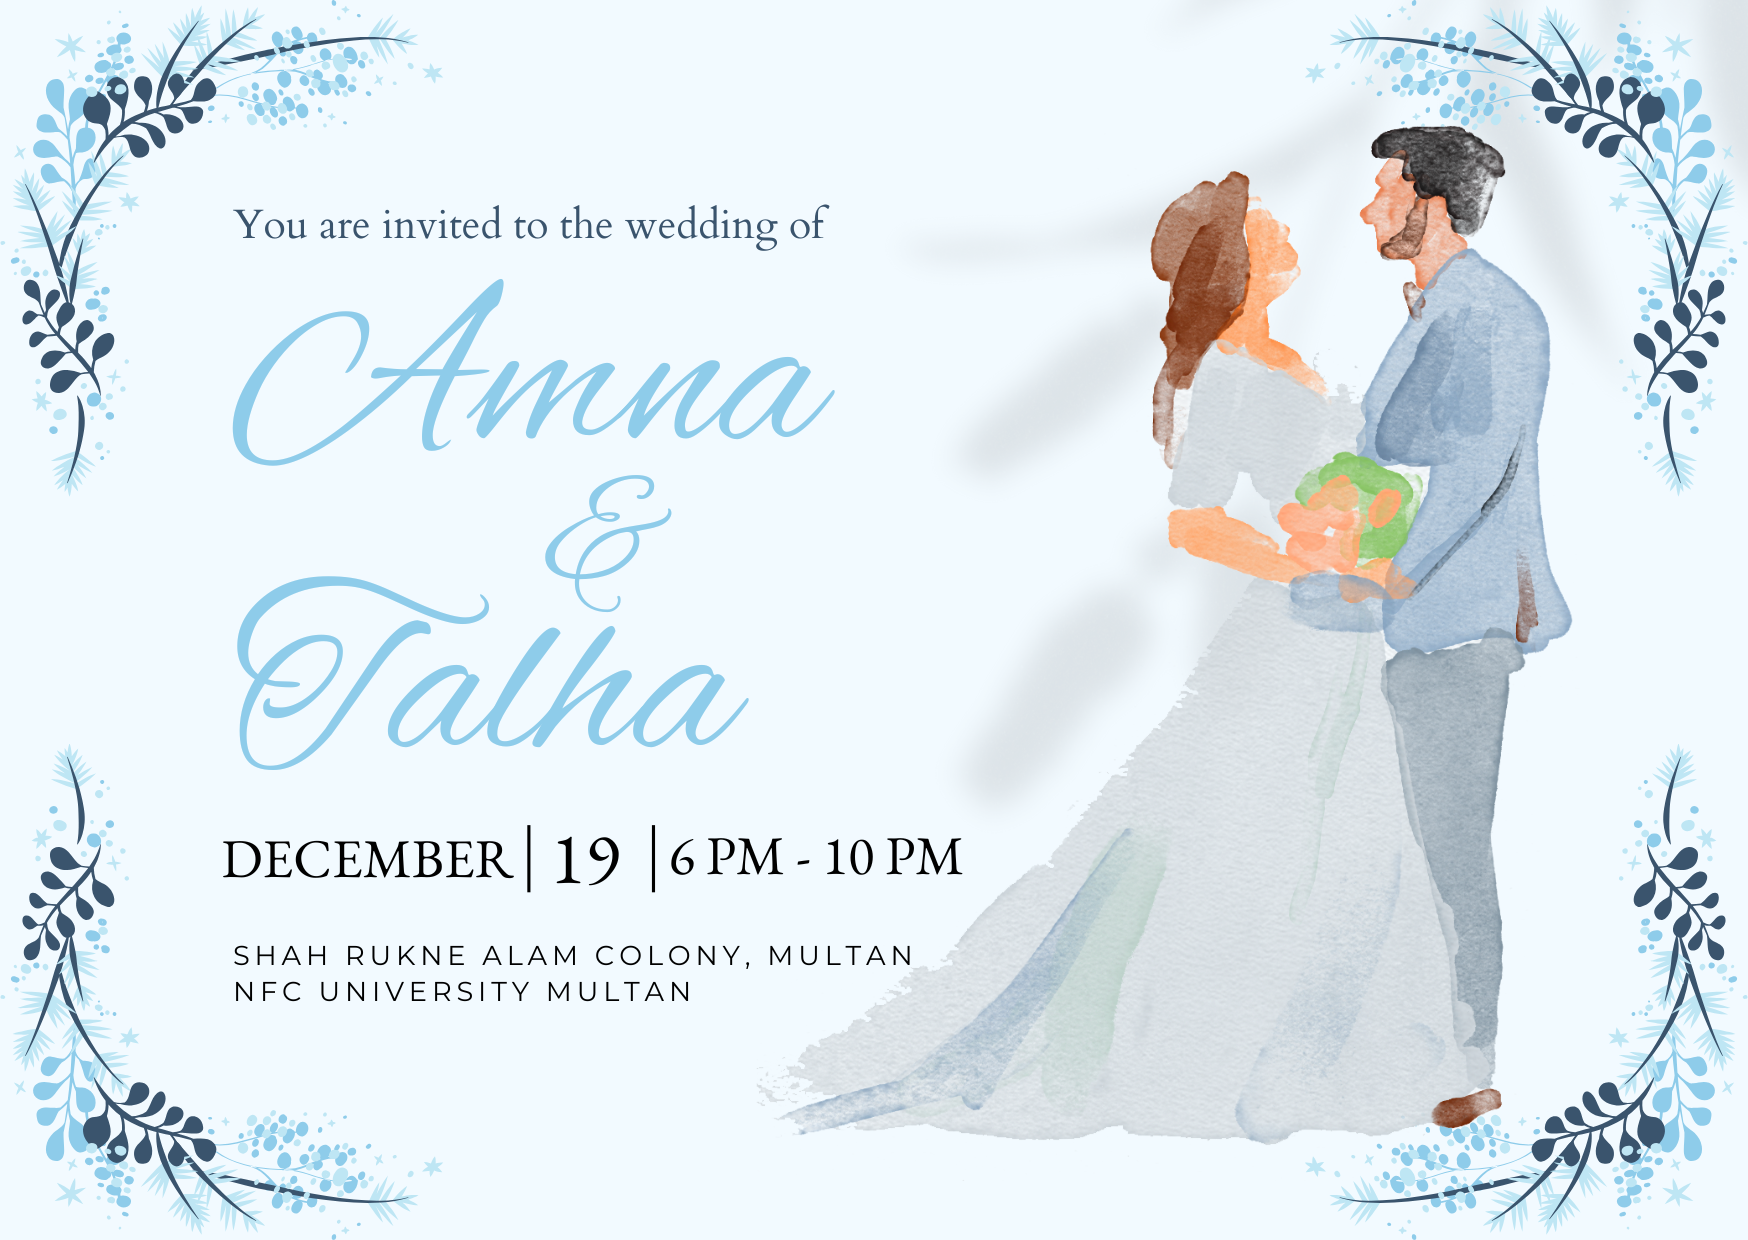 You are invited to the wedding of
Amna
&
Talha
DECEMBER | 19 | 6 PM - 10 PM
SHAH RUKNE ALAM COLONY, MULTAN
NFC UNIVERSITY MULTAN